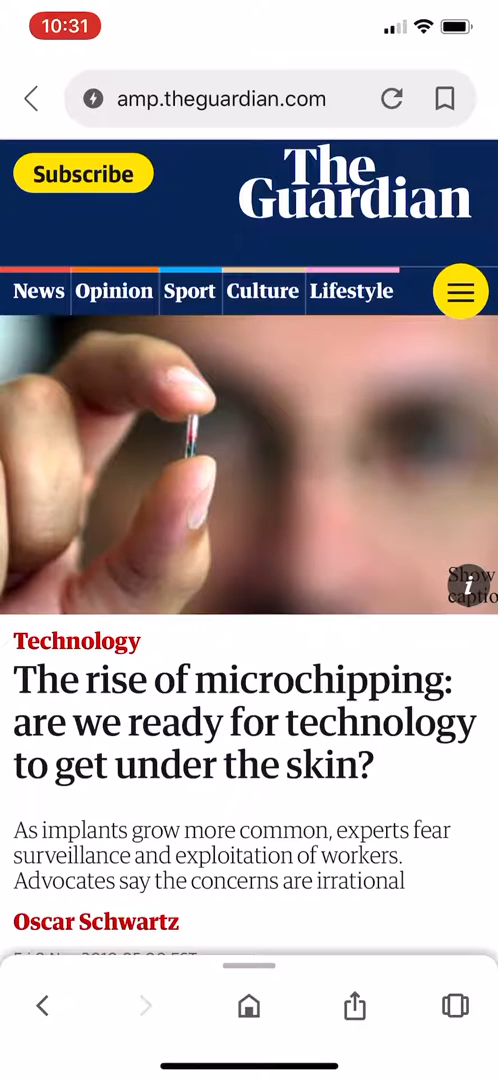 10:31
amp.theguardian.com
Subscribe
The
Guardian
News Opinion Sport Culture Lifestyle
Show
captio
i
Technology
The rise of microchipping:
are we ready for technology
to get under the skin?
As implants grow more common, experts fear
surveillance and exploitation of workers.
Advocates say the concerns are irrational
Oscar Schwartz